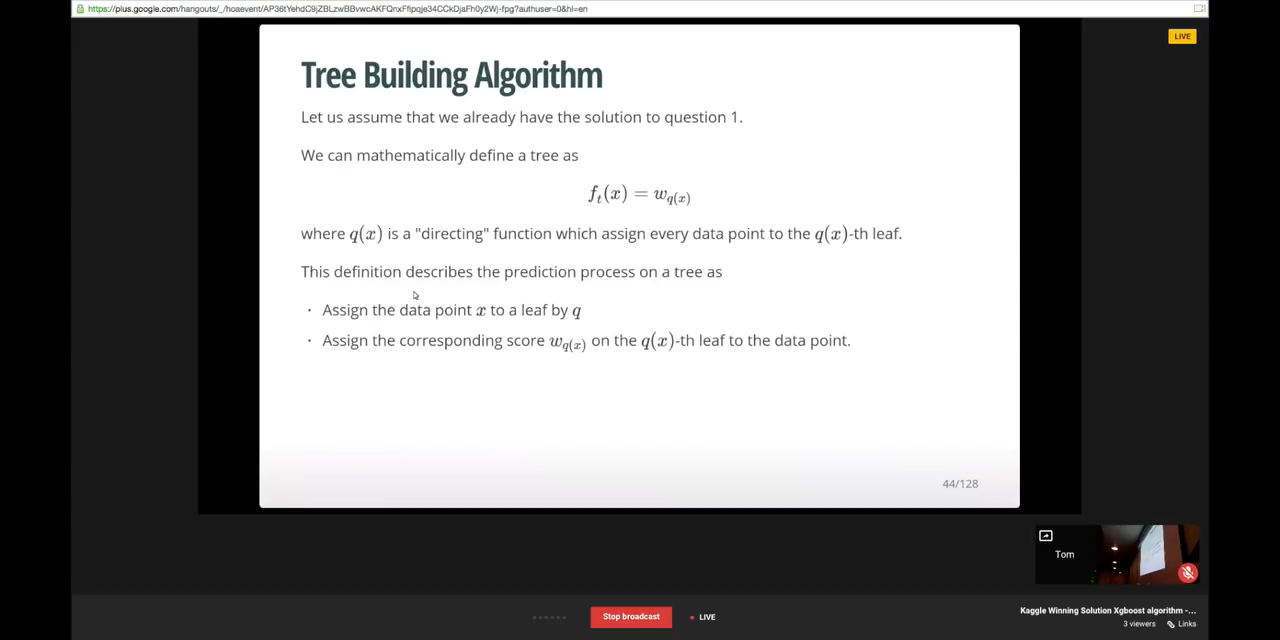 https://plus.google.com/hangouts/_/hoaevent/AP36tYehdC9jZBLzwBBvwcAKFQnxFfipqje34CCkDjaFh0y2Wj-fpg?authuser=0&hl=en
LIVE
Tree Building Algorithm
Let us assume that we already have the solution to question 1.
We can mathematically define a tree as
f_t(x) = w_{q(x)}
where q(x) is a "directing" function which assign every data point to the q(x)-th leaf.
This definition describes the prediction process on a tree as
· Assign the data point x to a leaf by q
· Assign the corresponding score w_{q(x)} on the q(x)-th leaf to the data point.
44/128
Tom
Stop broadcast
LIVE
Kaggle Winning Solution Xgboost algorithm -...
3 viewers
Links